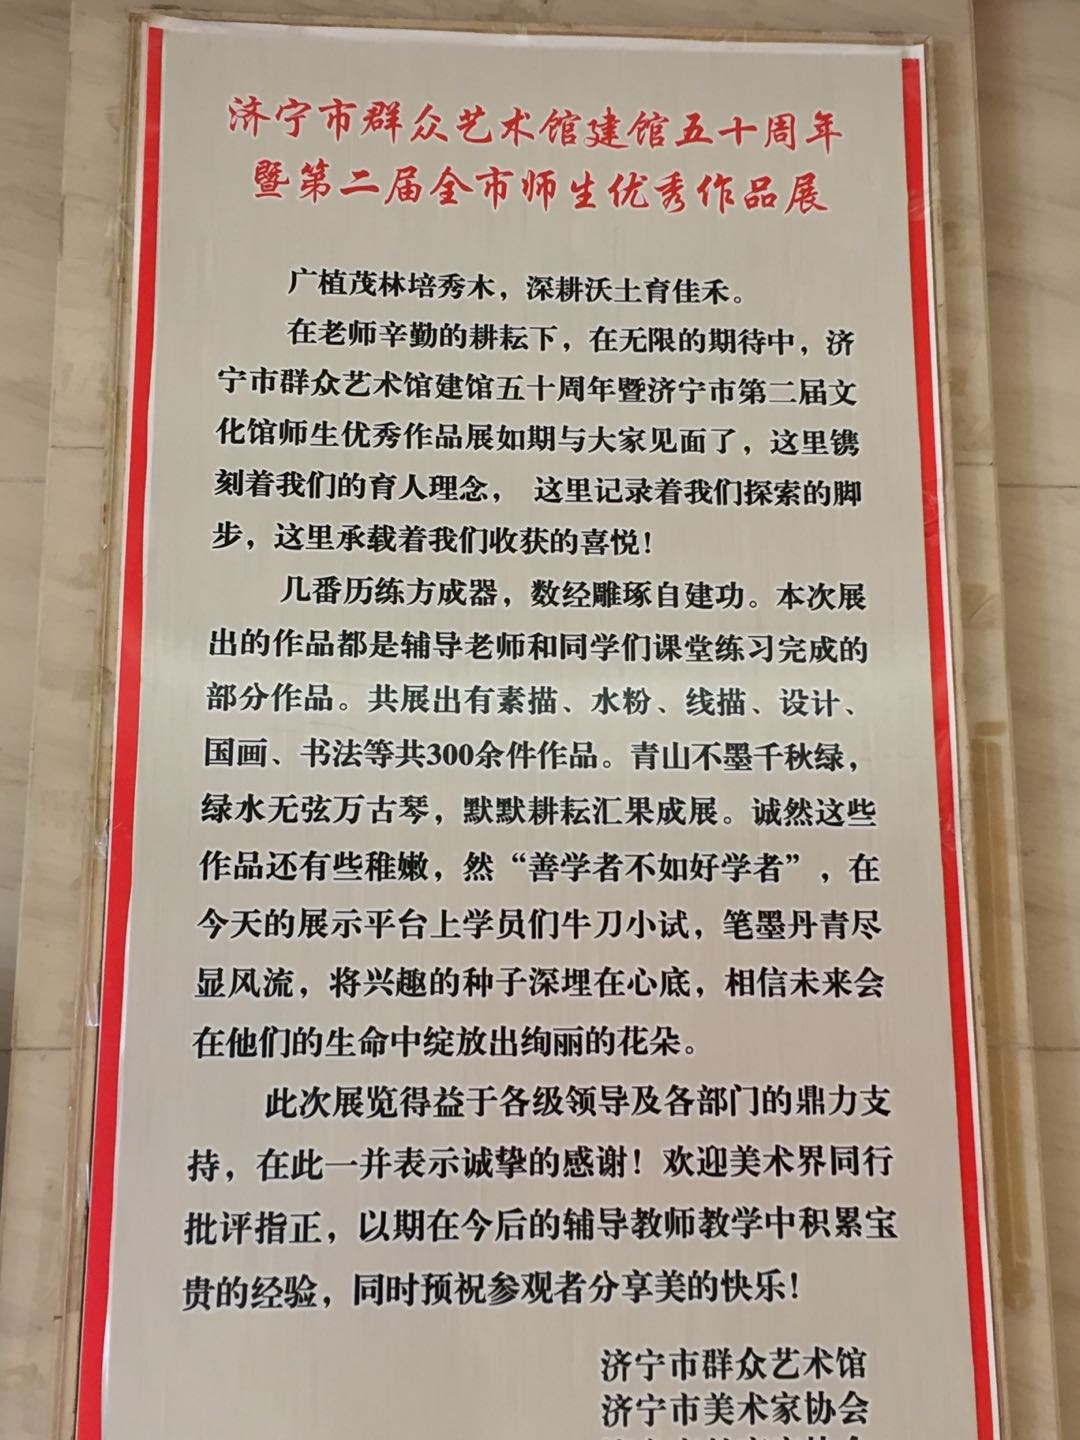 济宁市群众艺术馆建馆五十周年
暨第二届全市师生优秀作品展
广植茂林培秀木，深耕沃土育佳禾。
在老师辛勤的耕耘下，在无限的期待中，济
宁市群众艺术馆建馆五十周年暨济宁市第二届文
化馆师生优秀作品展如期与大家见面了，这里镌
刻着我们的育人理念， 这里记录着我们探索的脚
步，这里承载着我们收获的喜悦！
几番历练方成器，数经雕琢自建功。本次展
出的作品都是辅导老师和同学们课堂练习完成的
部分作品。共展出有素描、水粉、线描、设计、
国画、书法等共300余件作品。青山不墨千秋绿，
绿水无弦万古琴，默默耕耘汇果成展。诚然这些
作品还有些稚嫩，然“善学者不如好学者”，在
今天的展示平台上学员们牛刀小试，笔墨丹青尽
显风流，将兴趣的种子深埋在心底，相信未来会
在他们的生命中绽放出绚丽的花朵。
此次展览得益于各级领导及各部门的鼎力支
持，在此一并表示诚挚的感谢！欢迎美术界同行
批评指正，以期在今后的辅导教师教学中积累宝
贵的经验，同时预祝参观者分享美的快乐！
济宁市群众艺术馆
济宁市美术家协会